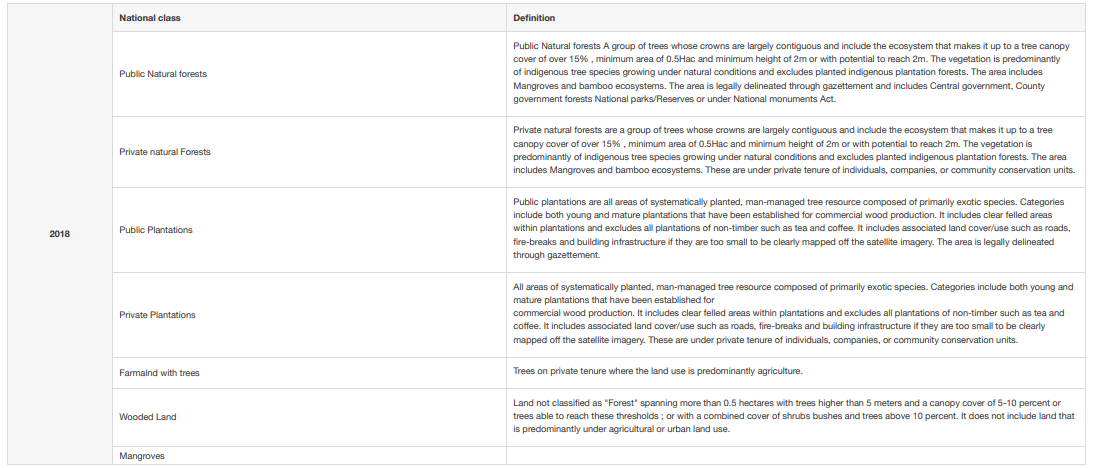 National class
Definition
2018
Public Natural forests
Public Natural forests A group of trees whose crowns are largely contiguous and include the ecosystem that makes it up to a tree canopy
cover of over 15% , minimum area of 0.5Hac and minimum height of 2m or with potential to reach 2m. The vegetation is predominantly
of indigenous tree species growing under natural conditions and excludes planted indigenous plantation forests. The area includes
Mangroves and bamboo ecosystems. The area is legally delineated through gazettement and includes Central government, County
government forests National parks/Reserves or under National monuments Act.
Private natural Forests
Private natural forests are a group of trees whose crowns are largely contiguous and include the ecosystem that makes it up to a tree
canopy cover of over 15% , minimum area of 0.5Hac and minimum height of 2m or with potential to reach 2m. The vegetation is
predominantly of indigenous tree species growing under natural conditions and excludes planted indigenous plantation forests. The area
includes Mangroves and bamboo ecosystems. These are under private tenure of individuals, companies, or community conservation units.
Public Plantations
Public plantations are all areas of systematically planted, man-managed tree resource composed of primarily exotic species. Categories
include both young and mature plantations that have been established for commercial wood production. It includes clear felled areas
within plantations and excludes all plantations of non-timber such as tea and coffee. It includes associated land cover/use such as roads,
fire-breaks and building infrastructure if they are too small to be clearly mapped off the satellite imagery. The area is legally delineated
through gazettement.
Private Plantations
All areas of systematically planted, man-managed tree resource composed of primarily exotic species. Categories include both young and
mature plantations that have been established for
commercial wood production. It includes clear felled areas within plantations and excludes all plantations of non-timber such as tea and
coffee. It includes associated land cover/use such as roads, fire-breaks and building infrastructure if they are too small to be clearly
mapped off the satellite imagery. These are under private tenure of individuals, companies, or community conservation units.
Farmalnd with trees
Trees on private tenure where the land use is predominantly agriculture.
Wooded Land
Land not classified as "Forest" spanning more than 0.5 hectares with trees higher than 5 meters and a canopy cover of 5-10 percent or
trees able to reach these thresholds ; or with a combined cover of shrubs bushes and trees above 10 percent. It does not include land that
is predominantly under agricultural or urban land use.
Mangroves